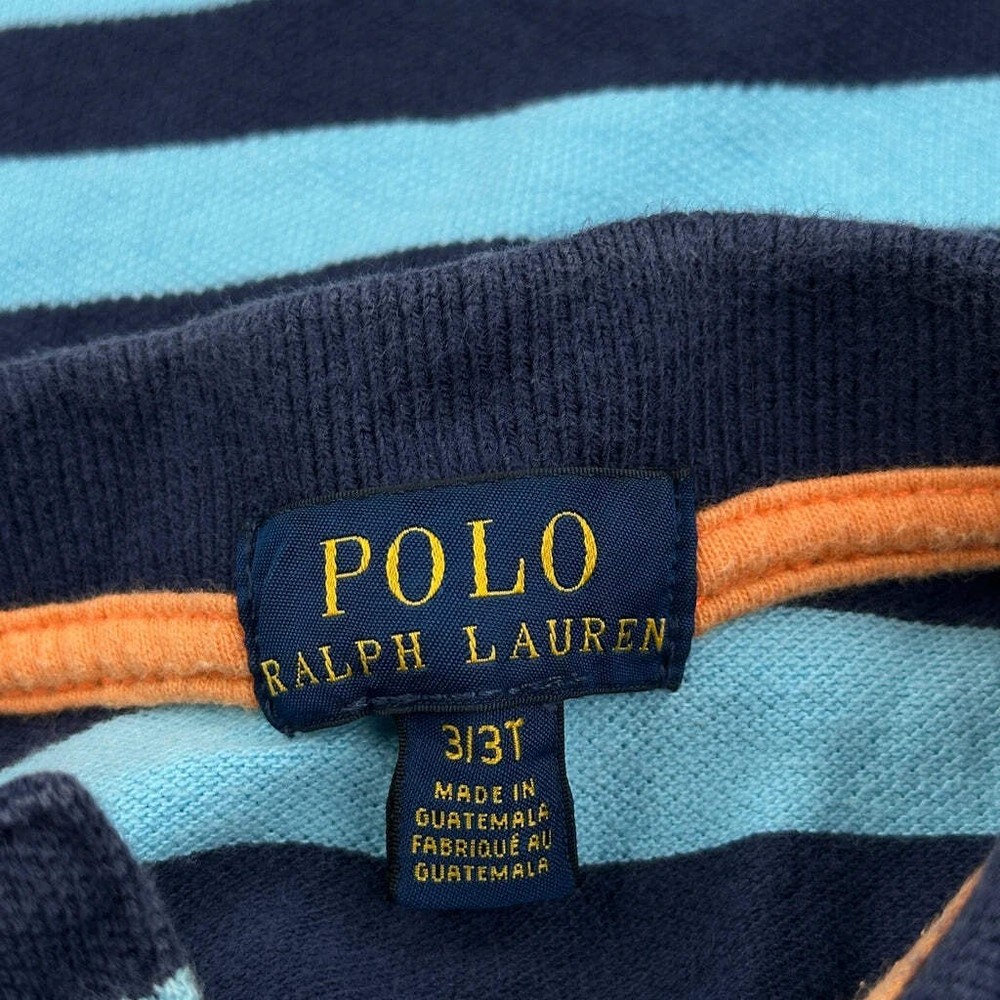 POLO
RALPH LAUREN
3/3T
MADE IN
GUATEMALA
FABRIQUÉ AU
GUATEMALA